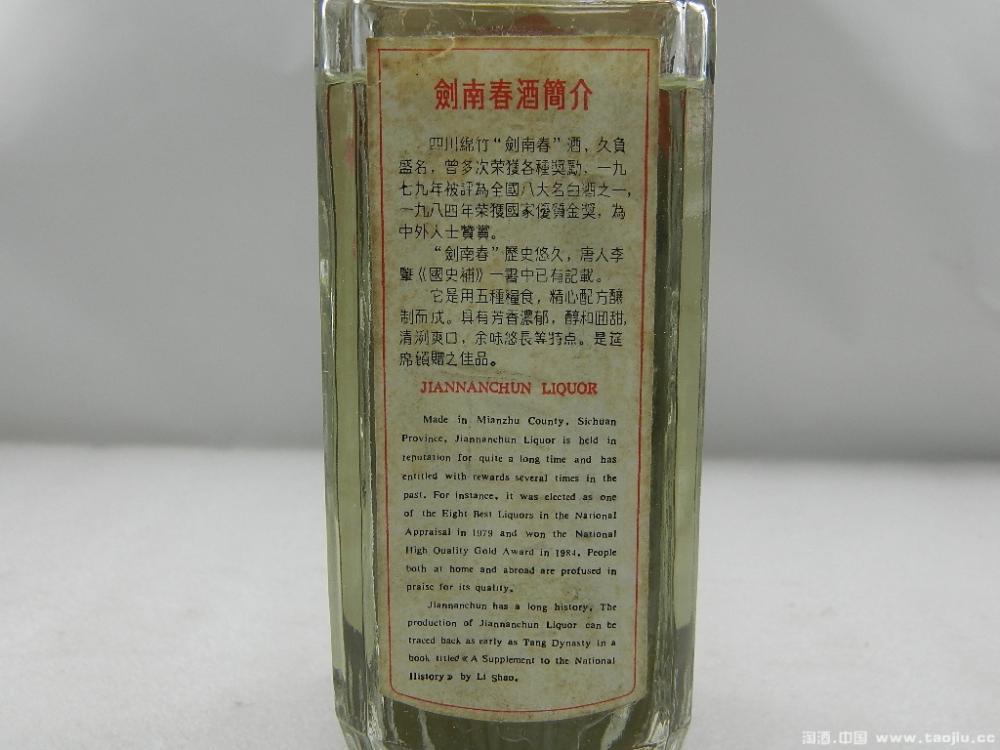 劍南春酒簡介
四川綿竹“劍南春”酒，久負
盛名，曾多次荣獲各種獎勵，一九
七九年被評為全國八大名白酒之一，
一九八四年荣獲國家優質金奖，為
中外人士贊賞。
“劍南春”歷史悠久，唐人李
肇《國史補》一書中已有記載。
它是用五種糧食，精心配方釀
制而成。具有芳香濃郁，醇和回甜，
清冽爽口，余味悠長等特点。是筵
席饋贈之佳品。
JIANNANCHUN LIQUOR
Made in Mianzhu County, Sichuan
Province, Jiannanchun Liquor is held in
reputation for quite a long time and has
entitled with rewards several times in the
past. For instance, it was elected as one
of the Eight Best Liquors in the National
Appraisal in 1979 and won the National
High Quality Gold Award in 1984. People
both at home and abroad are profused in
praise for its quality.
Jiannanchun has a long history. The
production of Jiannanchun Liquor can be
traced back as early as Tang Dynasty in a
book titled《A Supplement to the National
History》by Li Shao.
淘酒.中国 www.taojiu.cc